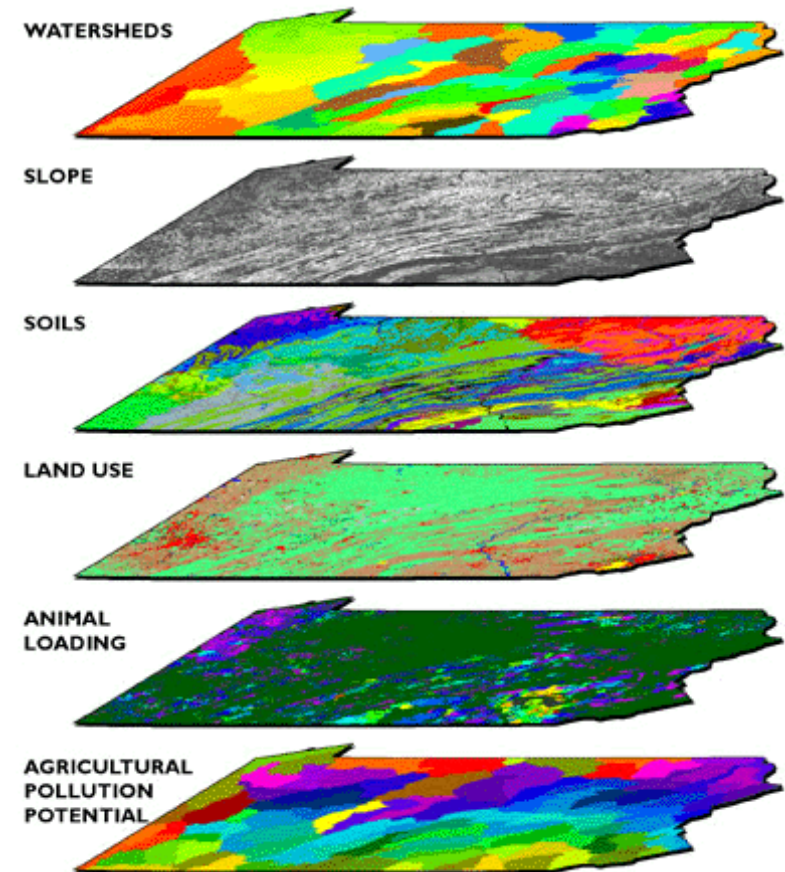 WATERSHEDS
SLOPE
SOILS
LAND USE
ANIMAL
LOADING
AGRICULTURAL
POLLUTION
POTENTIAL